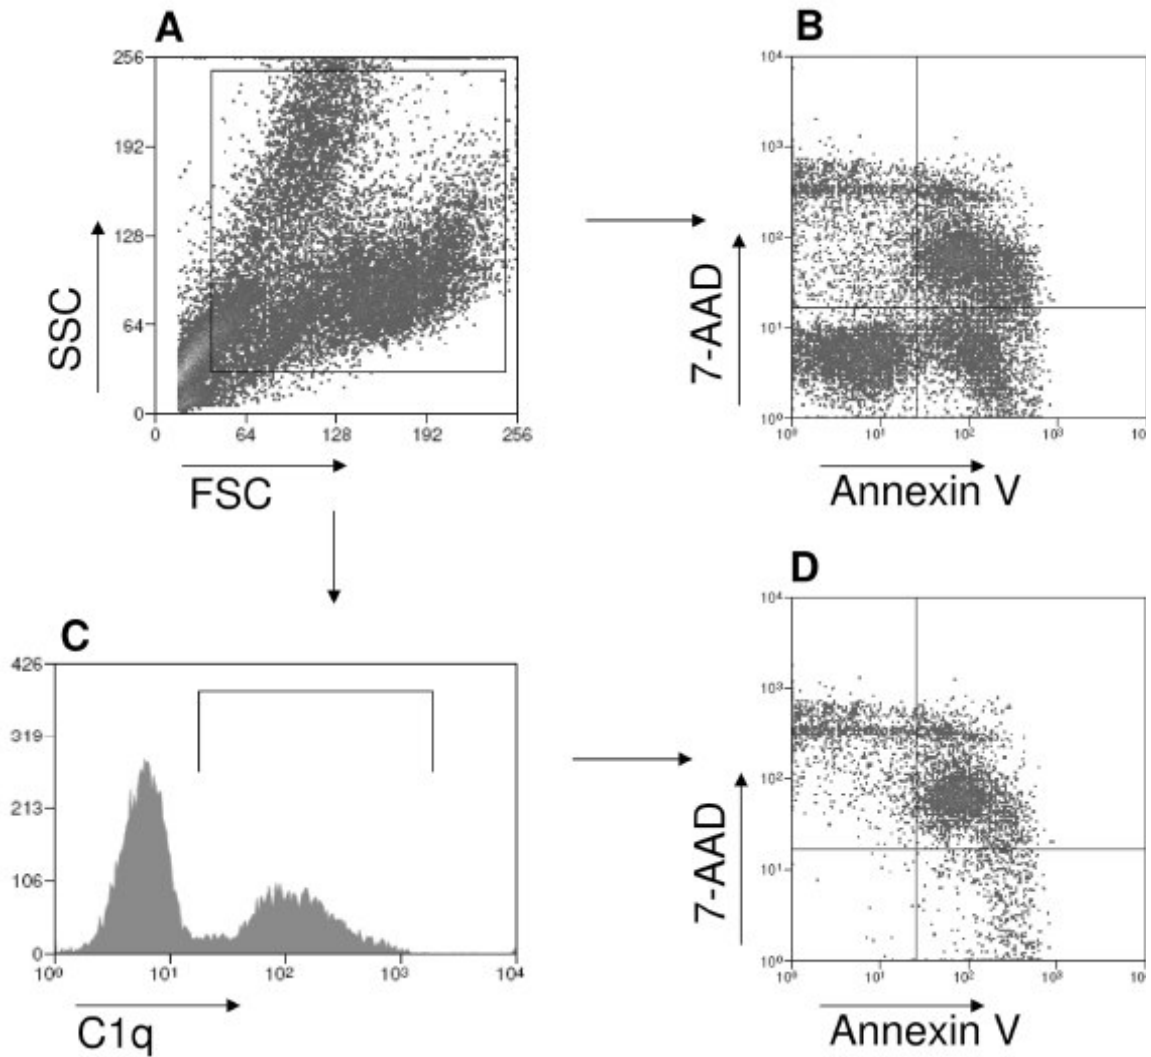 A
256
192
128
64
0
0 64 128 192 256
SSC
FSC
B
10⁴
10³
10²
10¹
10⁰
10⁰ 10¹ 10² 10³ 10
7-AAD
Annexin V
C
426
319
213
106
0
10⁰ 10¹ 10² 10³ 10⁴
C1q
D
10⁴
10³
10²
10¹
10⁰
10⁰ 10¹ 10² 10³ 10
7-AAD
Annexin V